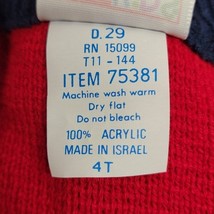 D. 29
RN 15099
T11 - 144
ITEM 75381
Machine wash warm
Dry flat
Do not bleach
100% ACRYLIC
MADE IN ISRAEL
4T